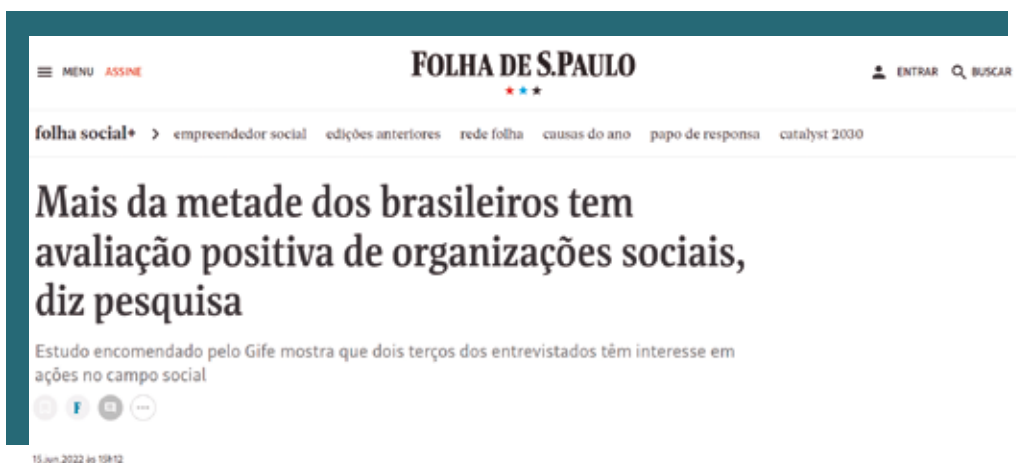 MENU ASSINE FOLHA DE S.PAULO ENTRAR BUSCAR
folha social+ > empreendedor social edições anteriores rede folha causas do ano papo de responsa catalyst 2030
Mais da metade dos brasileiros tem
avaliação positiva de organizações sociais,
diz pesquisa
Estudo encomendado pelo Gife mostra que dois terços dos entrevistados têm interesse em
ações no campo social
F
15.jun.2022 às 15h12